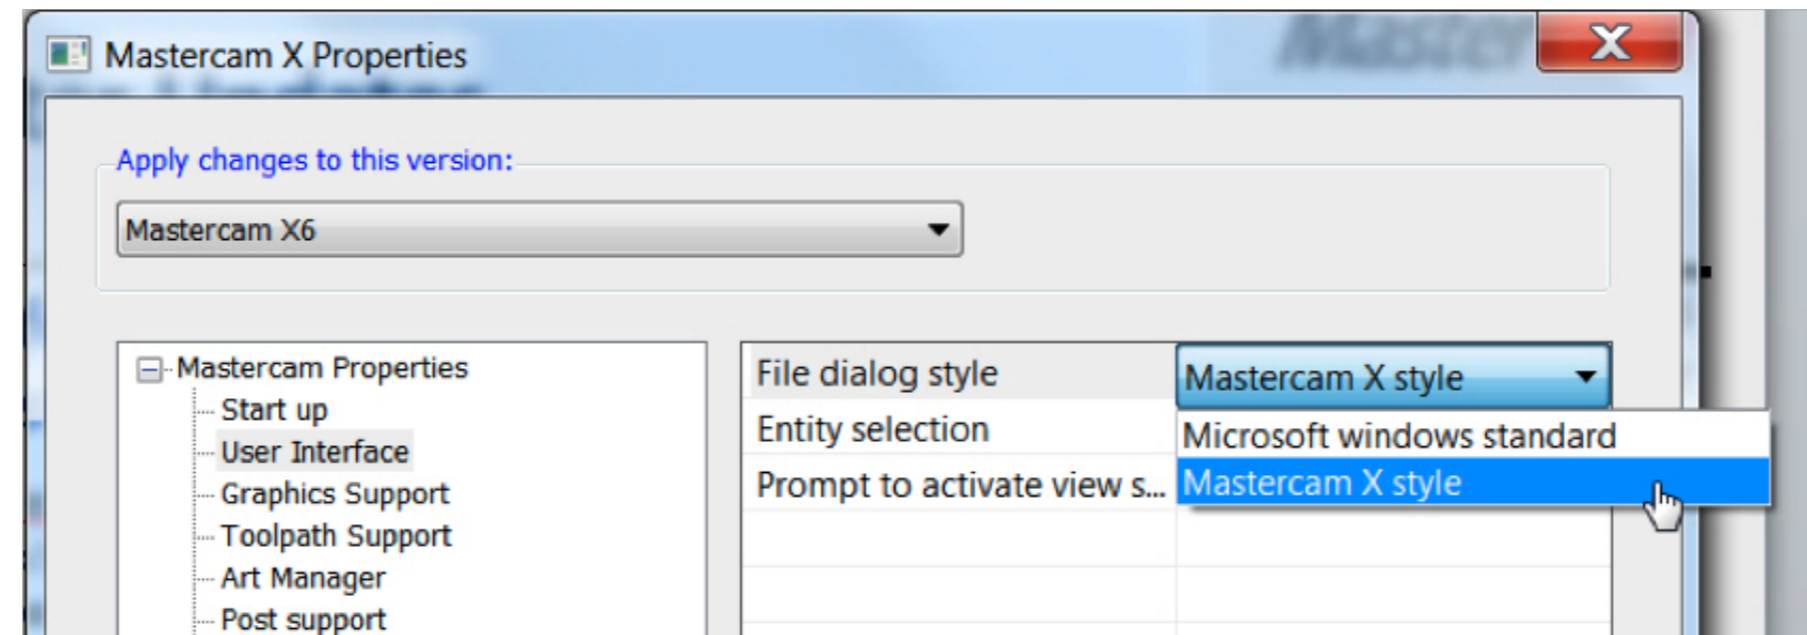 Mastercam X Properties
Master
Updates
Apply changes to this version:
Mastercam X6
Mastercam Properties
Start up
User Interface
Graphics Support
Toolpath Support
Art Manager
Post support
File dialog style
Mastercam X style
Entity selection
Microsoft windows standard
Prompt to activate view s...
Mastercam X style